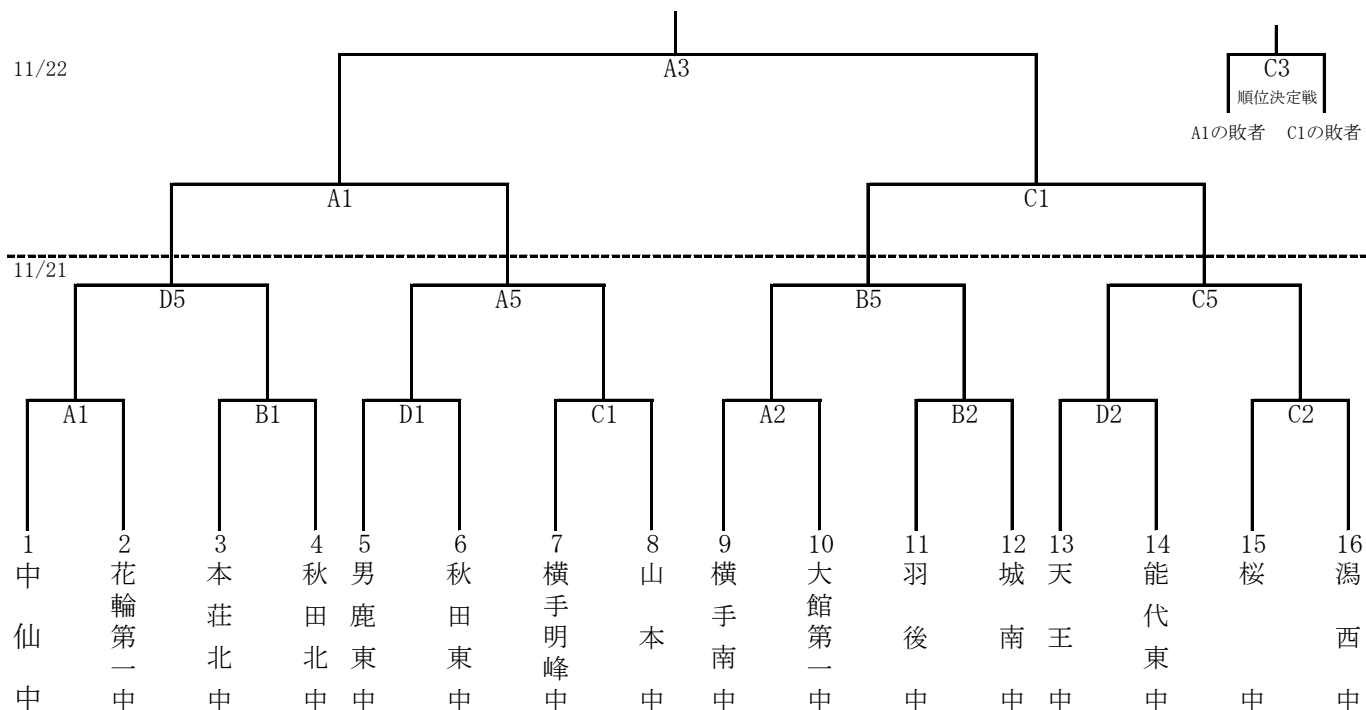 11/22
A3
C3
順位決定戦
A1の敗者 C1の敗者
A1
C1
11/21
D5
A5
B5
C5
A1
B1
D1
C1
A2
B2
D2
C2
1
2
3
4
5
6
7
8
9
10
11
12
13
14
15
16
中仙中
花輪第一中
本荘北中
秋田北中
男鹿東中
秋田東中
横手明峰中
山本中
横手南中
大館第一中
羽後中
城南中
天王中
能代東中
桜中
潟西中